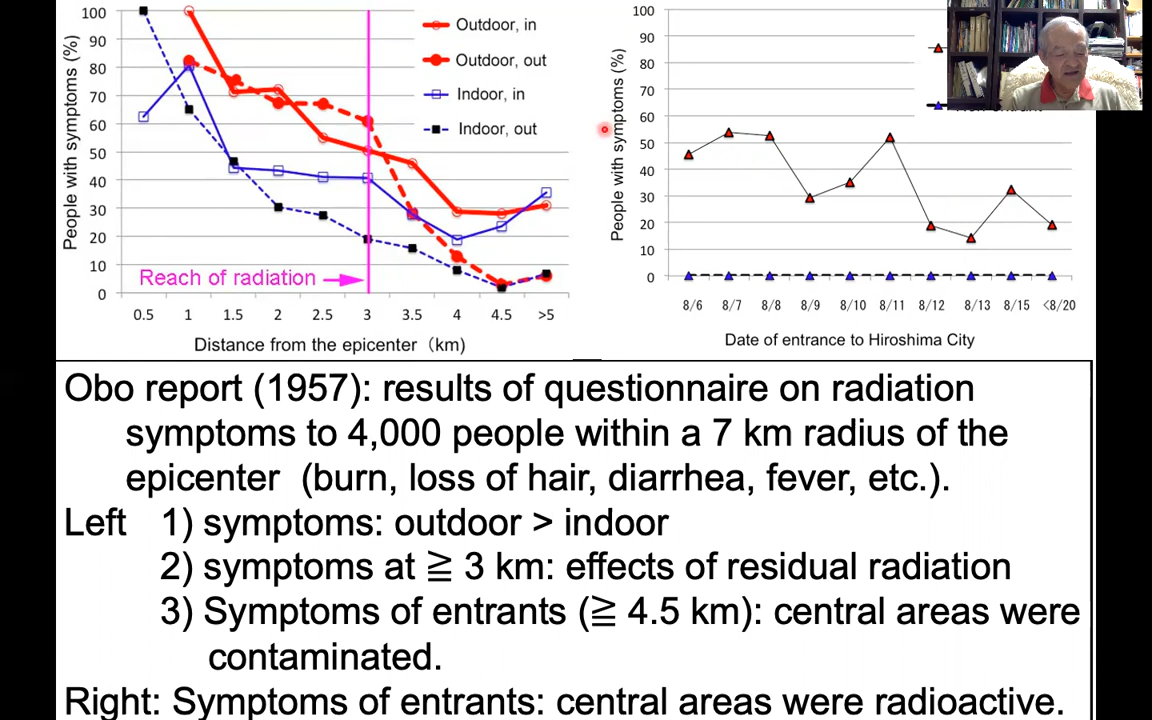 100
90
80
70
60
50
40
30
20
10
0
People with symptoms (%)
Outdoor, in
Outdoor, out
Indoor, in
Indoor, out
Reach of radiation
0.5 1 1.5 2 2.5 3 3.5 4 4.5 >5
Distance from the epicenter (km)
100
90
80
70
60
50
40
30
20
10
0
People with symptoms (%)
8/6 8/7 8/8 8/9 8/10 8/11 8/12 8/13 8/15 <8/20
Date of entrance to Hiroshima City
Obo report (1957): results of questionnaire on radiation
symptoms to 4,000 people within a 7 km radius of the
epicenter (burn, loss of hair, diarrhea, fever, etc.).
Left 1) symptoms: outdoor > indoor
2) symptoms at ≧ 3 km: effects of residual radiation
3) Symptoms of entrants (≧ 4.5 km): central areas were
contaminated.
Right: Symptoms of entrants: central areas were radioactive.